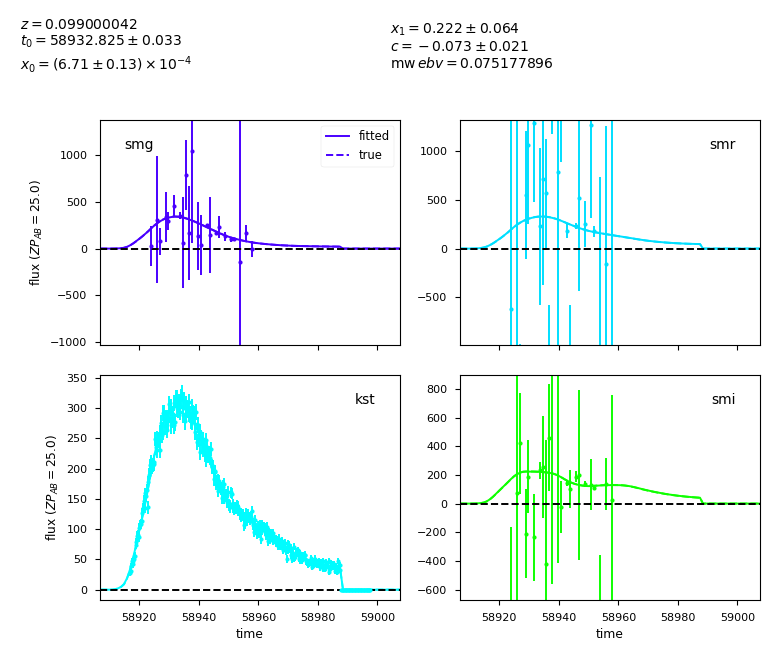 z = 0.099000042
t₀ = 58932.825 ± 0.033
x₀ = (6.71 ± 0.13) × 10⁻⁴
x₁ = 0.222 ± 0.064
c = −0.073 ± 0.021
mw ebv = 0.075177896
smg
fitted
true
1000
500
0
−500
−1000
flux (ZP_AB = 25.0)
smr
1000
500
0
−500
kst
350
300
250
200
150
100
50
0
flux (ZP_AB = 25.0)
58920 58940 58960 58980 59000
time
smi
800
600
400
200
0
−200
−400
−600
58920 58940 58960 58980 59000
time